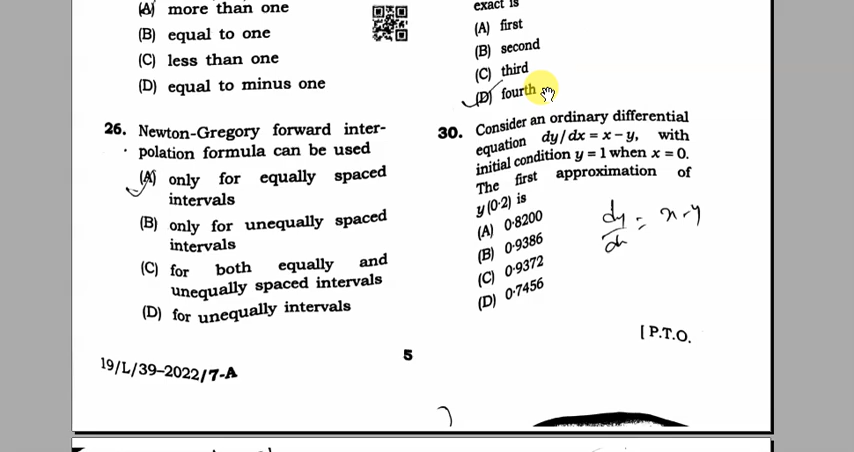 (A) more than one
(B) equal to one
(C) less than one
(D) equal to minus one
26. Newton-Gregory forward inter-
polation formula can be used
(A) only for equally spaced
intervals
(B) only for unequally spaced
intervals
(C) for both equally and
unequally spaced intervals
(D) for unequally intervals
exact is
(A) first
(B) second
(C) third
(D) fourth
30. Consider an ordinary differential
equation dy/dx = x – y, with
initial condition y = 1 when x = 0.
The first approximation of
y(0·2) is
(A) 0·8200
(B) 0·9386
(C) 0·9372
(D) 0·7456
dy/dx = x-y
[ P.T.O.
5
19/L/39–2022/7-A